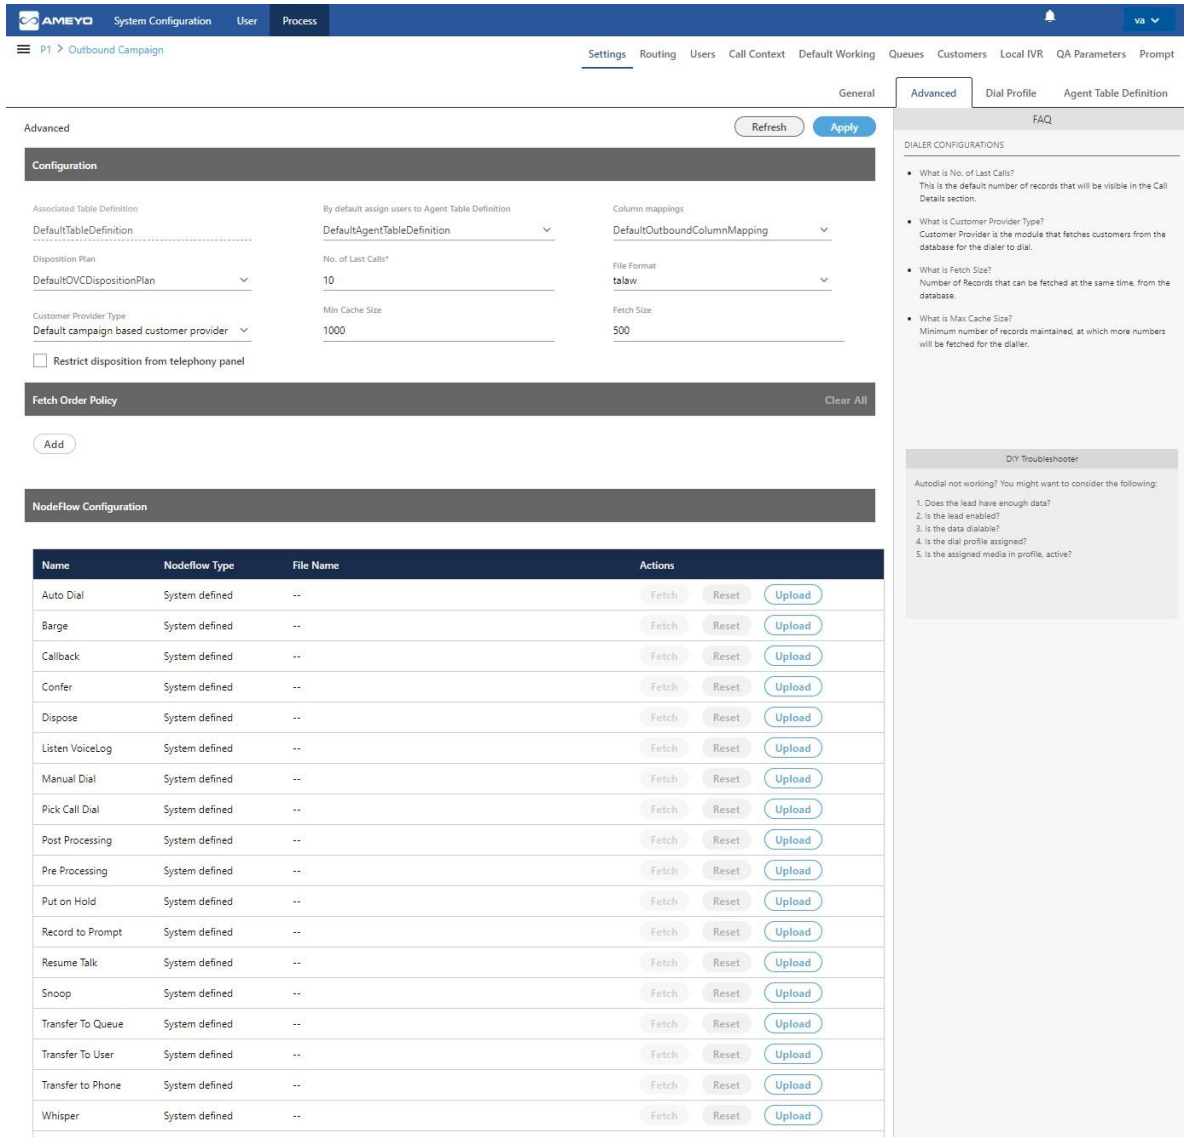 AMEYO System Configuration User Process va
P1 > Outbound Campaign
Settings Routing Users Call Context Default Working Queues Customers Local IVR QA Parameters Prompt
General Advanced Dial Profile Agent Table Definition
Advanced Refresh Apply
Configuration
Associated Table Definition By default assign users to Agent Table Definition Column mappings
DefaultTableDefinition DefaultAgentTableDefinition DefaultOutboundColumnMapping
Disposition Plan No. of Last Calls* File Format
DefaultOVCDispositionPlan 10 talaw
Customer Provider Type Min Cache Size Fetch Size
Default campaign based customer provider 1000 500
Restrict disposition from telephony panel
Fetch Order Policy Clear All
Add
NodeFlow Configuration
Name Nodeflow Type File Name Actions
Auto Dial System defined -- Fetch Reset Upload
Barge System defined -- Fetch Reset Upload
Callback System defined -- Fetch Reset Upload
Confer System defined -- Fetch Reset Upload
Dispose System defined -- Fetch Reset Upload
Listen VoiceLog System defined -- Fetch Reset Upload
Manual Dial System defined -- Fetch Reset Upload
Pick Call Dial System defined -- Fetch Reset Upload
Post Processing System defined -- Fetch Reset Upload
Pre Processing System defined -- Fetch Reset Upload
Put on Hold System defined -- Fetch Reset Upload
Record to Prompt System defined -- Fetch Reset Upload
Resume Talk System defined -- Fetch Reset Upload
Snoop System defined -- Fetch Reset Upload
Transfer To Queue System defined -- Fetch Reset Upload
Transfer To User System defined -- Fetch Reset Upload
Transfer to Phone System defined -- Fetch Reset Upload
Whisper System defined -- Fetch Reset Upload
FAQ
DIALER CONFIGURATIONS
• What is No. of Last Calls?
This is the default number of records that will be visible in the Call
Details section.
• What is Customer Provider Type?
Customer Provider is the module that fetches customers from the
database for the dialer to dial.
• What is Fetch Size?
Number of Records that can be fetched at the same time, from the
database.
• What is Max Cache Size?
Minimum number of records maintained, at which more numbers
will be fetched for the dialler.
DIY Troubleshooter
Autodial not working? You might want to consider the following:
1. Does the lead have enough data?
2. Is the lead enabled?
3. Is the data dialable?
4. Is the dial profile assigned?
5. Is the assigned media in profile, active?